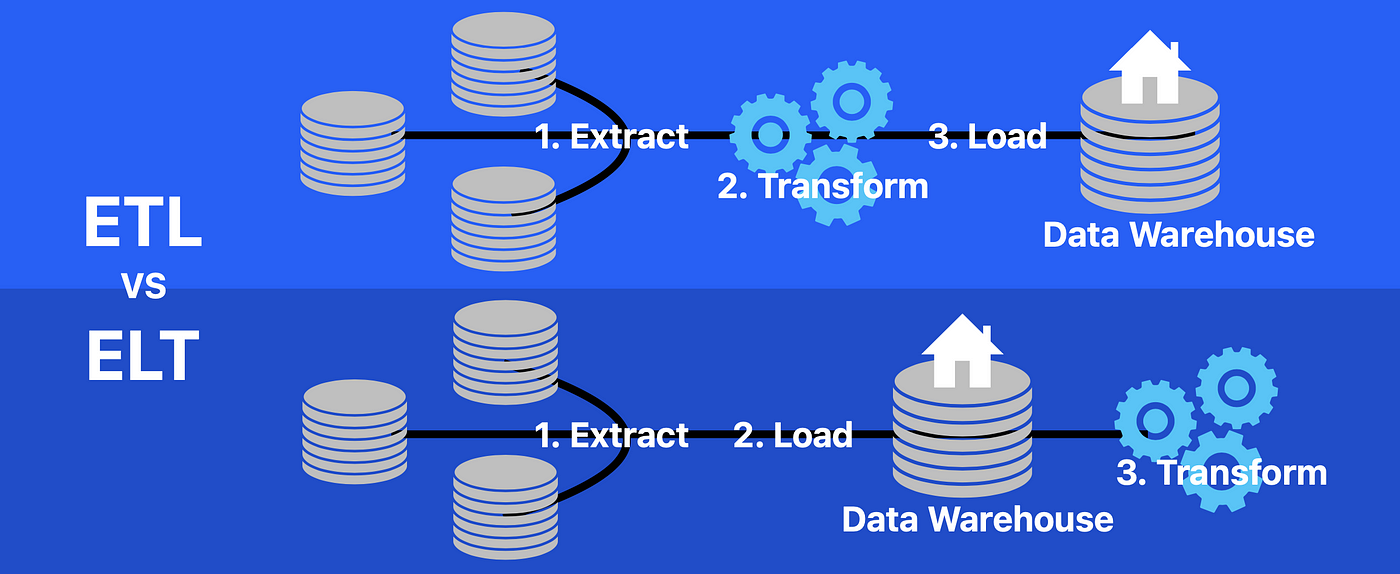 ETL
vs
ELT
1. Extract
2. Transform
3. Load
Data Warehouse
1. Extract
2. Load
Data Warehouse
3. Transform